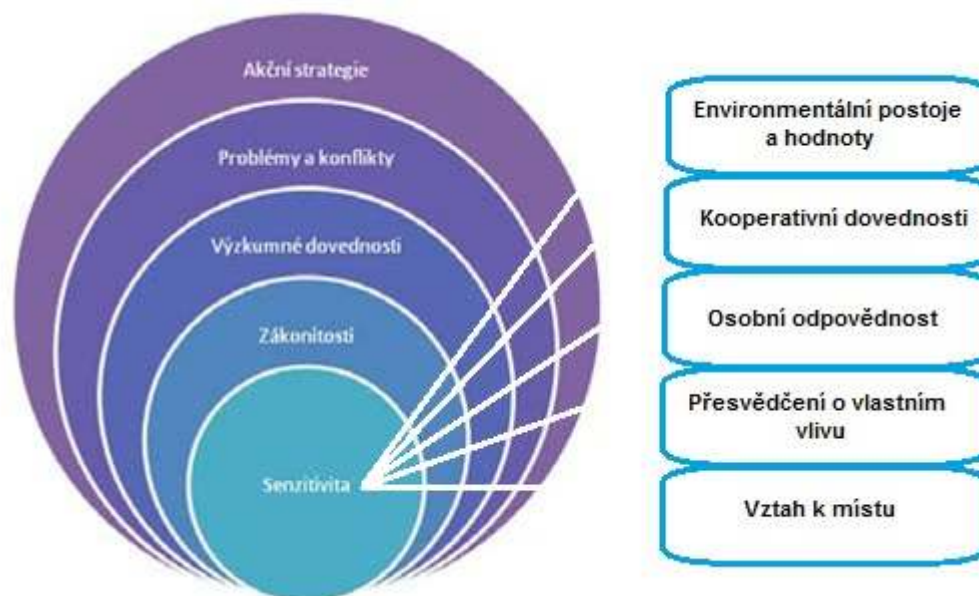 Akční strategie
Problémy a konflikty
Výzkumné dovednosti
Zákonitosti
Senzitivita
Environmentální postoje
a hodnoty
Kooperativní dovednosti
Osobní odpovědnost
Přesvědčení o vlastním
vlivu
Vztah k místu